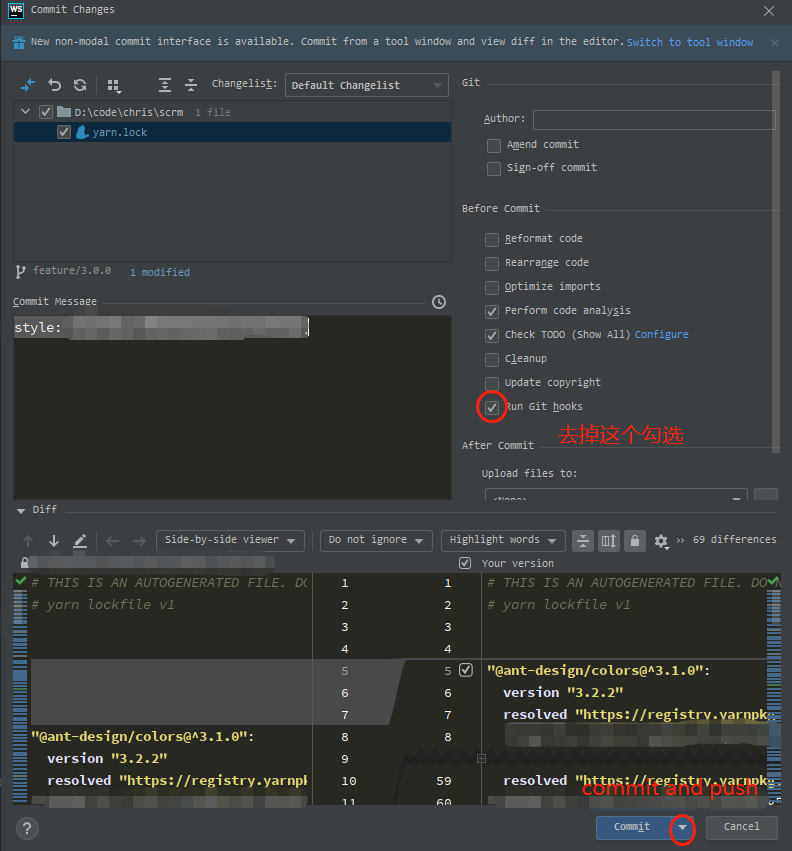 WS Commit Changes
New non-modal commit interface is available. Commit from a tool window and view diff in the editor. Switch to tool window
Changelist: Default Changelist
D:\code\chris\scrm 1 file
yarn.lock
feature/3.0.0 1 modified
Commit Message
style:
Git
Author:
Amend commit
Sign-off commit
Before Commit
Reformat code
Rearrange code
Optimize imports
Perform code analysis
Check TODO (Show All) Configure
Cleanup
Update copyright
Run Git hooks
去掉这个勾选
After Commit
Upload files to:
<None>
Diff
Side-by-side viewer Do not ignore Highlight words 69 differences
Your version
# THIS IS AN AUTOGENERATED FILE. DO 1 1 # THIS IS AN AUTOGENERATED FILE. DO N
# yarn lockfile v1 2 2 # yarn lockfile v1
3 3
4 4
5 5 "@ant-design/colors@^3.1.0":
6 6 version "3.2.2"
7 7 resolved "https://registry.yarnpkg
"@ant-design/colors@^3.1.0": 8 8
version "3.2.2" 9
resolved "https://registry.yarnpk 10 59 resolved "https://registry.yarnpkg
11 60
commit and push
? Commit Cancel